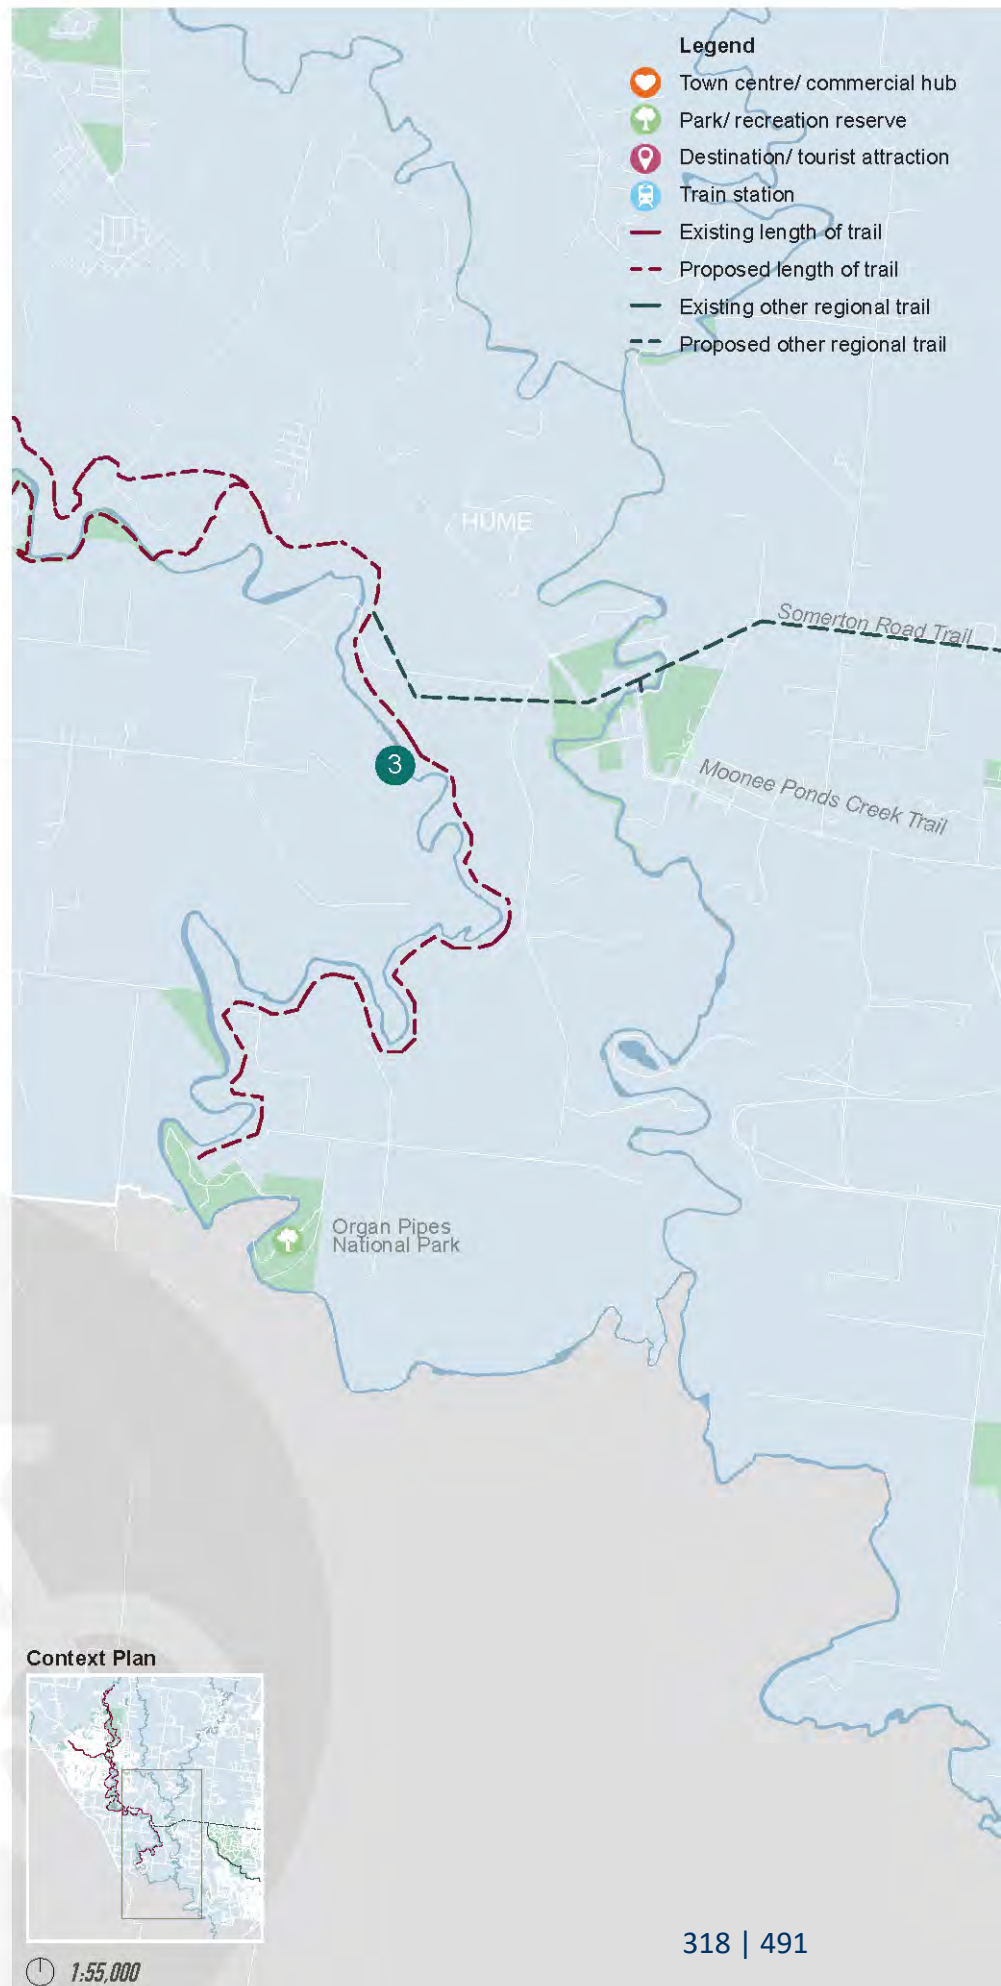 Legend
Town centre/ commercial hub
Park/ recreation reserve
Destination/ tourist attraction
Train station
Existing length of trail
Proposed length of trail
Existing other regional trail
Proposed other regional trail
HUME
Somerton Road Trail
3
Moonee Ponds Creek Trail
Organ Pipes
National Park
Context Plan
318 | 491
1:55,000